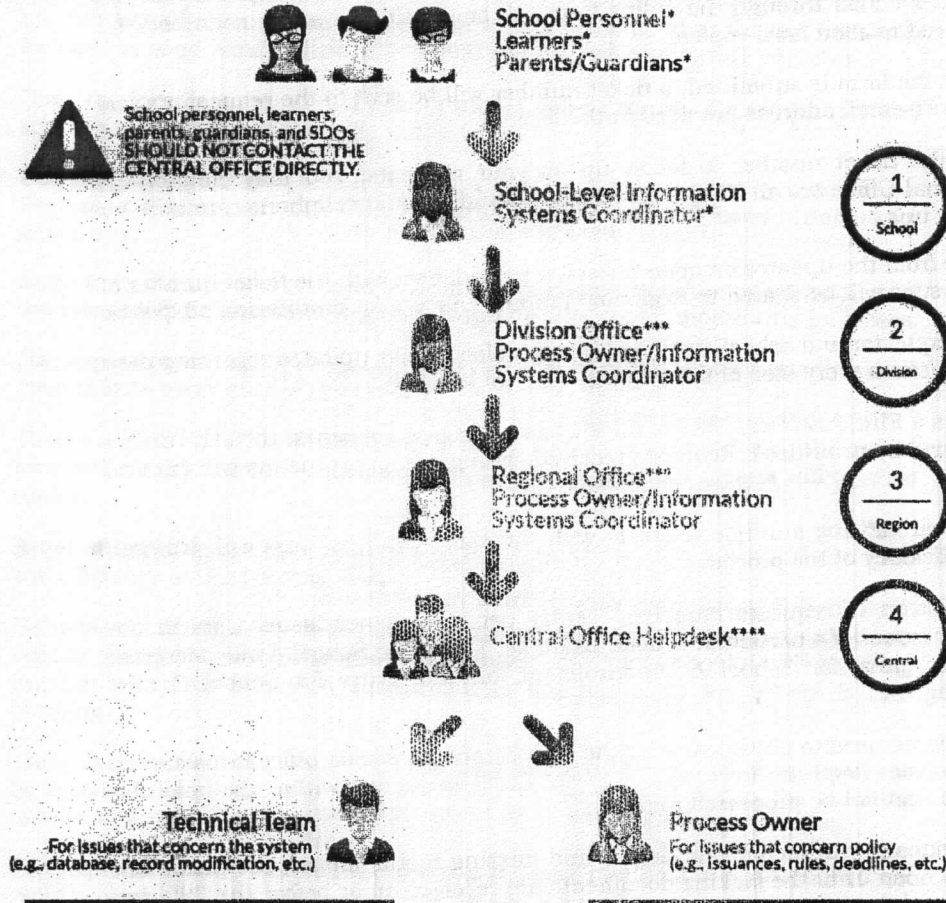 School Personnel*
Learners*
Parents/Guardians*
School personnel, learners,
parents, guardians, and SDOs
SHOULD NOT CONTACT THE
CENTRAL OFFICE DIRECTLY.
School-Level Information
Systems Coordinator*
1
School
Division Office***
Process Owner/Information
Systems Coordinator
2
Division
Regional Office***
Process Owner/Information
Systems Coordinator
3
Region
Central Office Helpdesk****
4
Central
Technical Team
For issues that concern the system
(e.g., database, record modification, etc.)
Process Owner
For issues that concern policy
(e.g., issuances, rules, deadlines, etc.)